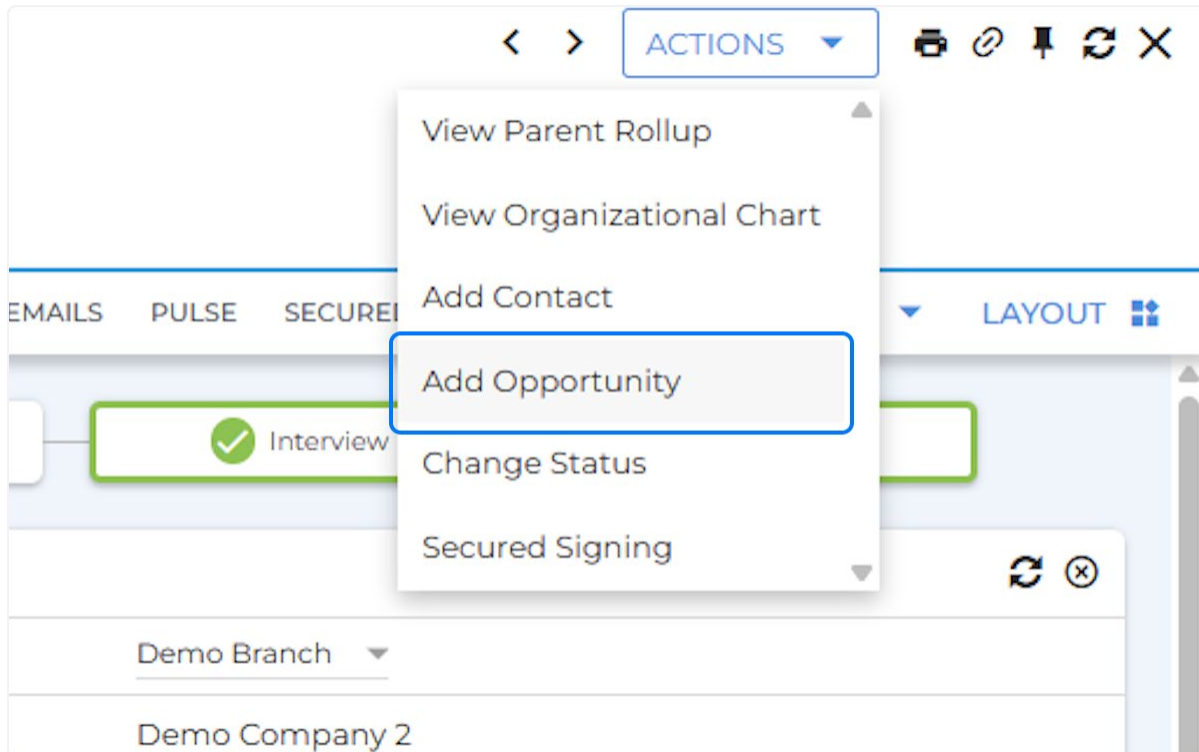 ACTIONS
View Parent Rollup
View Organizational Chart
Add Contact
EMAILS PULSE SECURE LAYOUT
Add Opportunity
Interview
Change Status
Secured Signing
Demo Branch
Demo Company 2